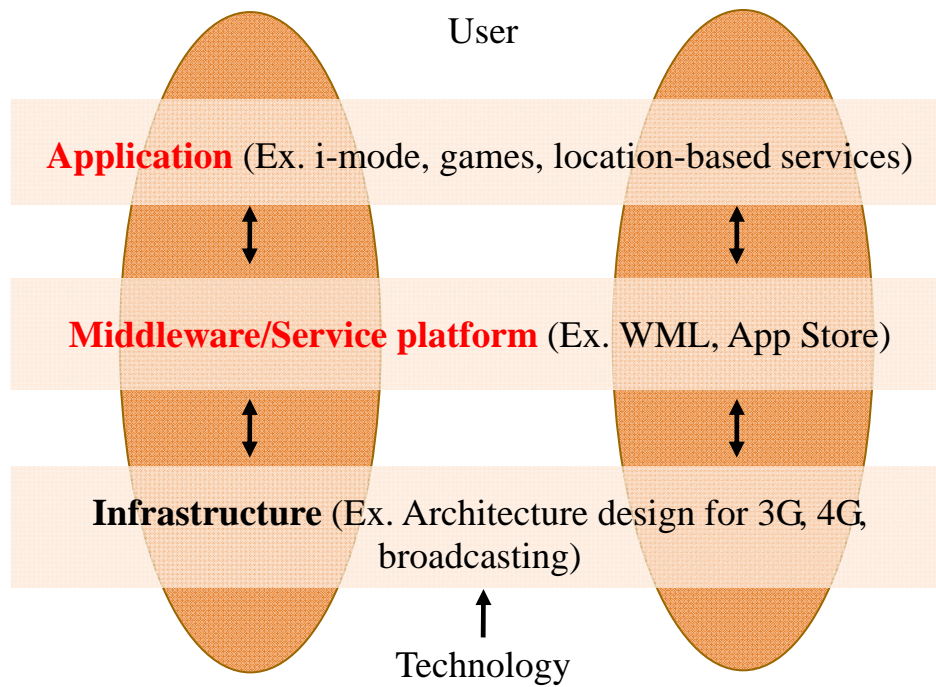 User
Application (Ex. i-mode, games, location-based services)
Middleware/Service platform (Ex. WML, App Store)
Infrastructure (Ex. Architecture design for 3G, 4G,
broadcasting)
Technology